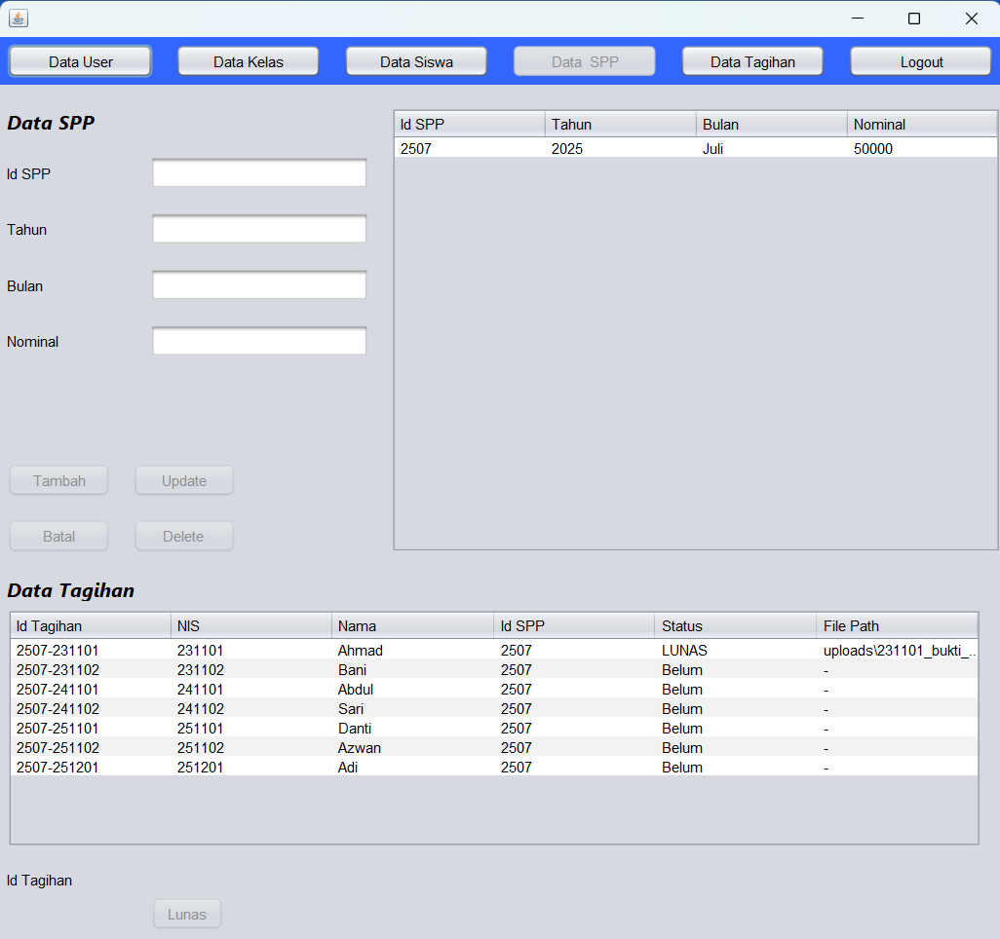 Data User Data Kelas Data Siswa Data SPP Data Tagihan Logout
Data SPP
Id SPP
Tahun
Bulan
Nominal
Tambah Update
Batal Delete
Id SPP Tahun Bulan Nominal
2507 2025 Juli 50000
Data Tagihan
Id Tagihan NIS Nama Id SPP Status File Path
2507-231101 231101 Ahmad 2507 LUNAS uploads\231101_bukti_...
2507-231102 231102 Bani 2507 Belum -
2507-241101 241101 Abdul 2507 Belum -
2507-241102 241102 Sari 2507 Belum -
2507-251101 251101 Danti 2507 Belum -
2507-251102 251102 Azwan 2507 Belum -
2507-251201 251201 Adi 2507 Belum -
Id Tagihan
Lunas